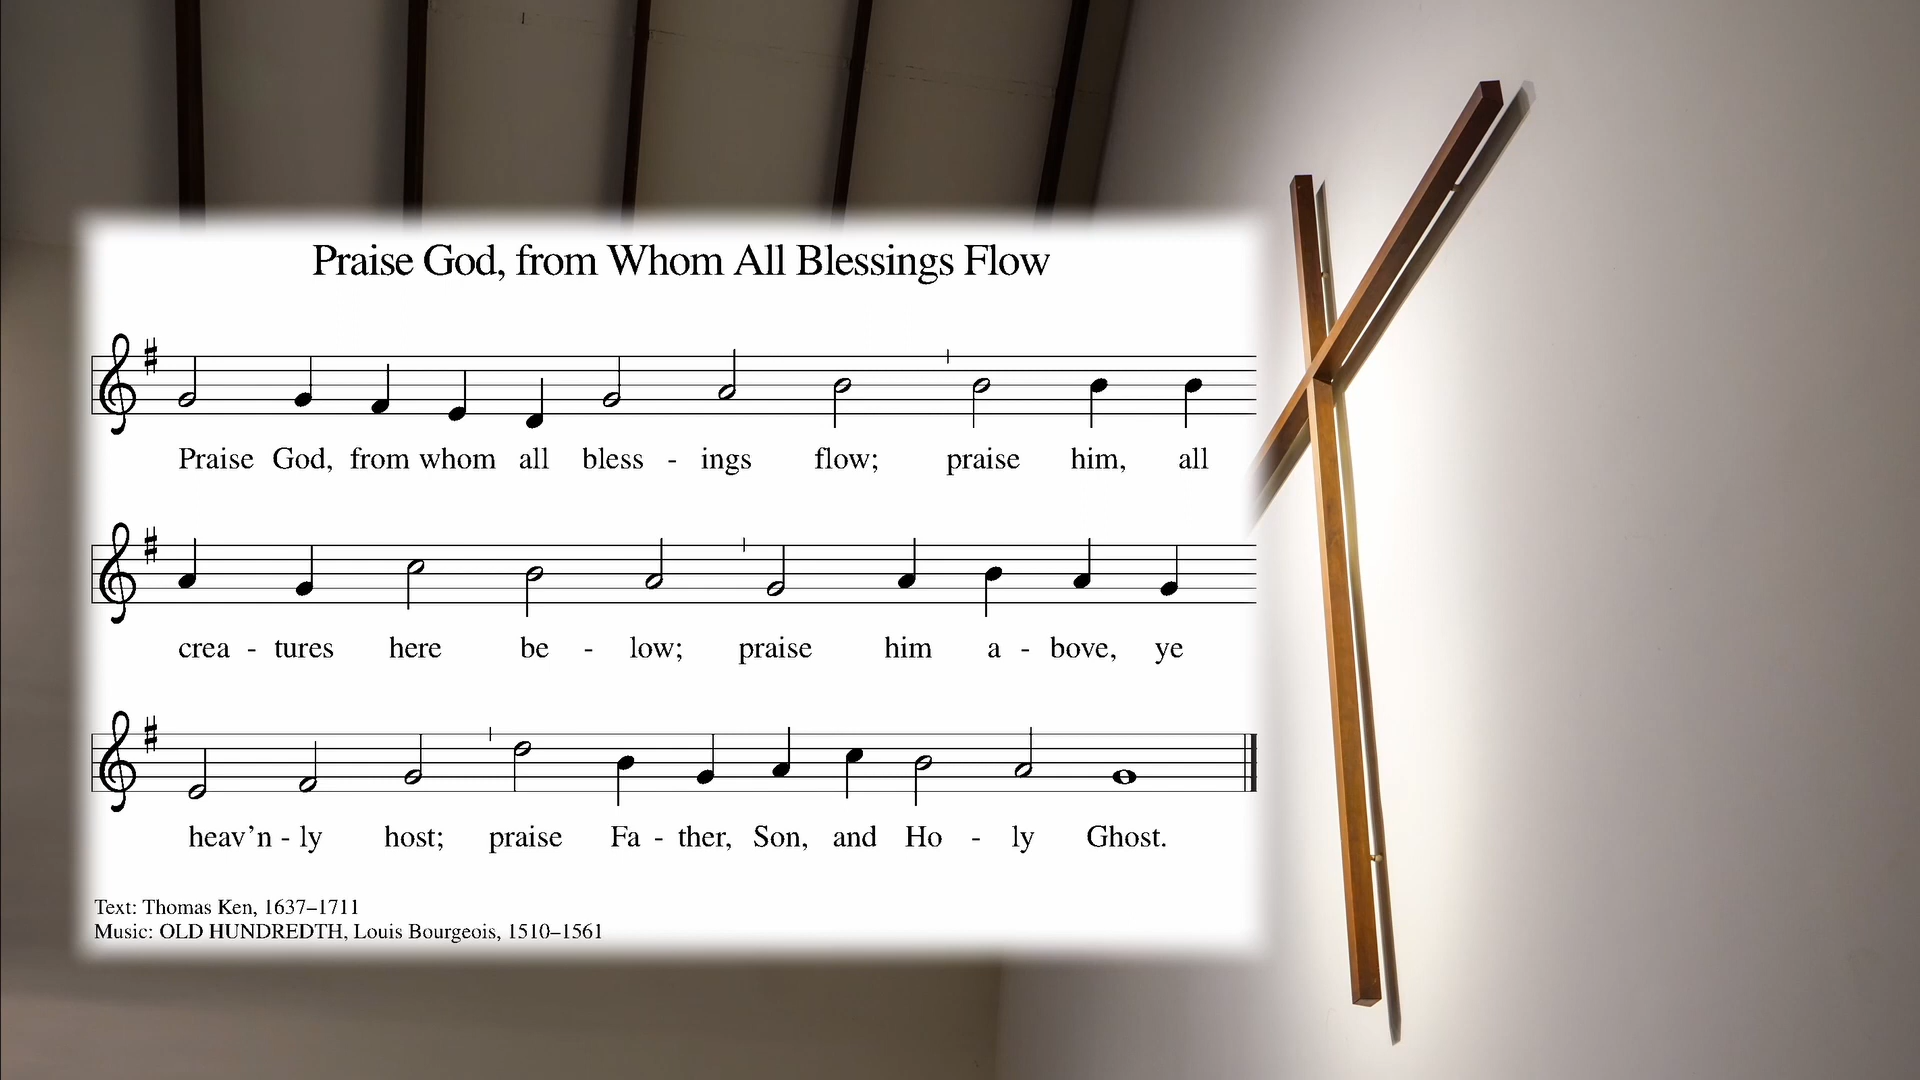 Praise God, from Whom All Blessings Flow
Praise God, from whom all bless - ings flow; praise him, all
crea - tures here be - low; praise him a - bove, ye
heav’n - ly host; praise Fa - ther, Son, and Ho - ly Ghost.
Text: Thomas Ken, 1637–1711
Music: OLD HUNDREDTH, Louis Bourgeois, 1510–1561